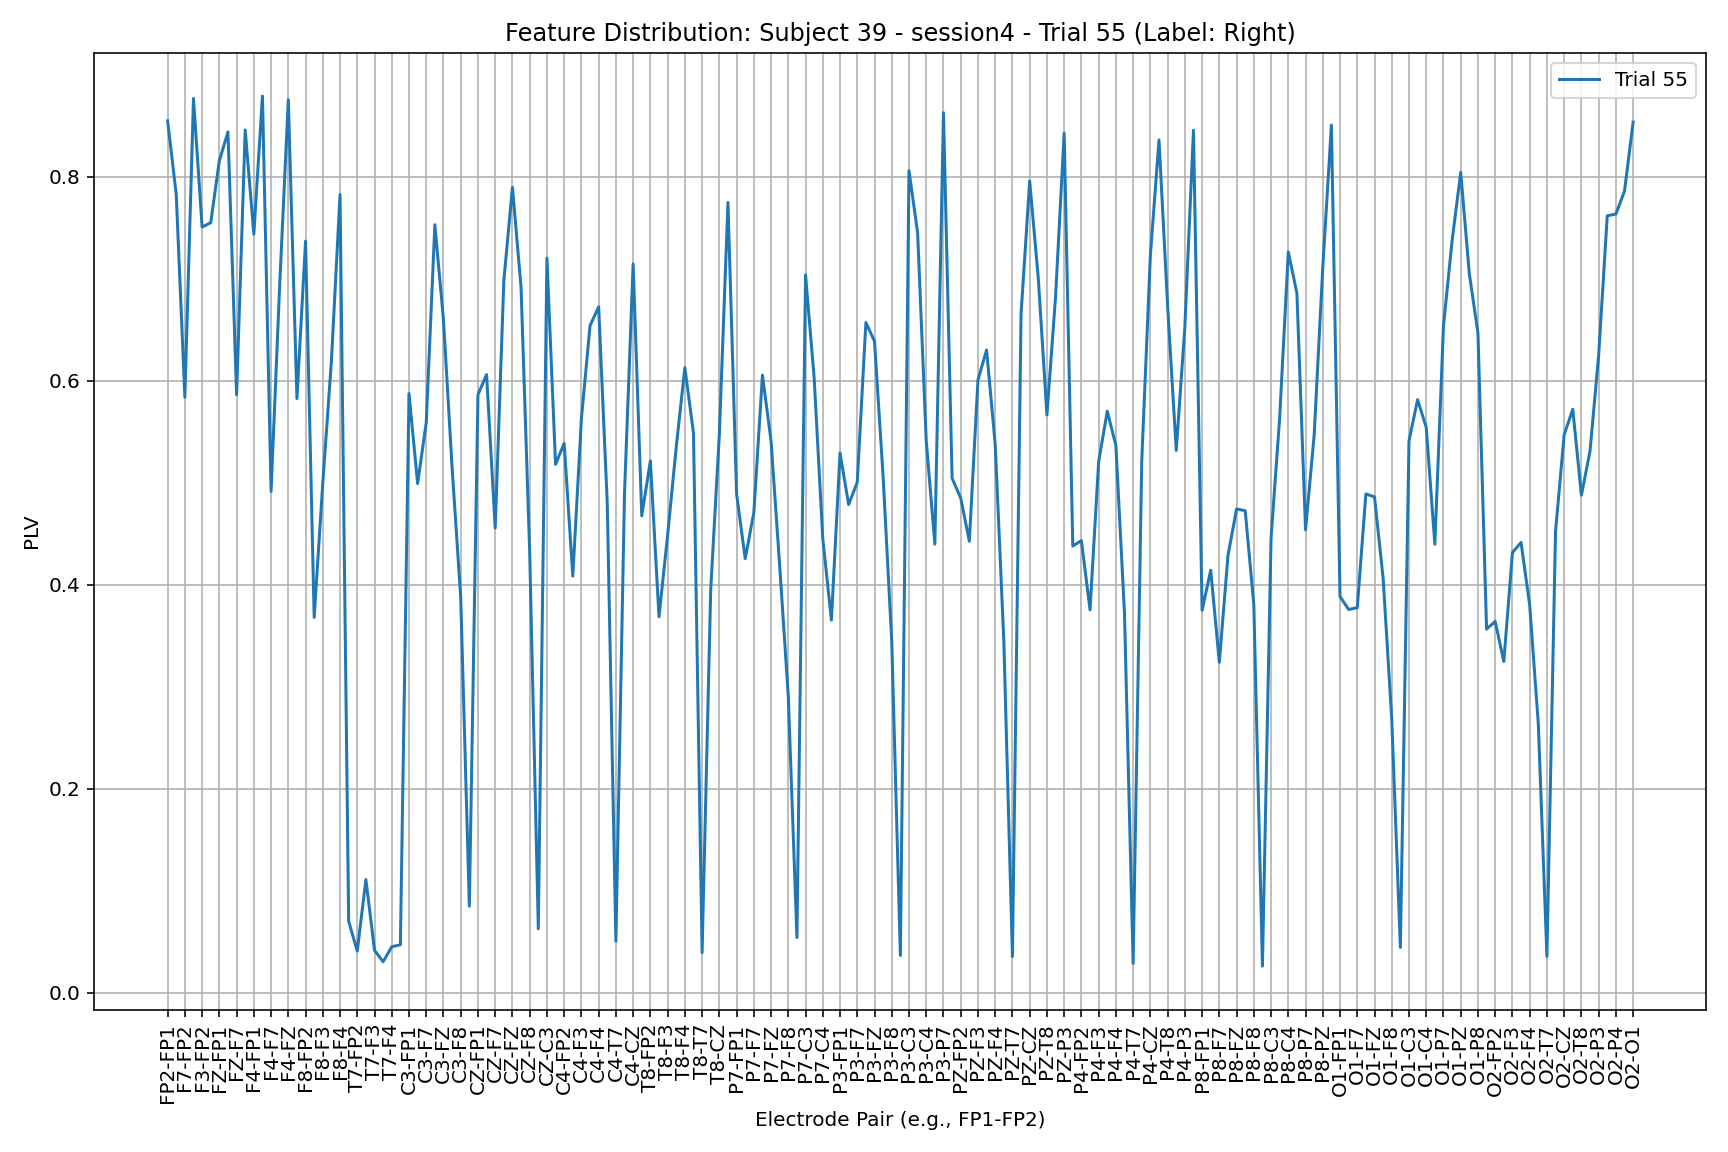 Feature Distribution: Subject 39 - session4 - Trial 55 (Label: Right)
Trial 55
PLV
0.8
0.6
0.4
0.2
0.0
FP2-FP1
F7-FP2
F3-FP2
FZ-FP1
FZ-F7
F4-FP1
F4-F7
F4-FZ
F8-FP2
F8-F3
F8-F4
T7-FP2
T7-F3
T7-F4
C3-FP1
C3-F7
C3-FZ
C3-F8
CZ-FP1
CZ-F7
CZ-FZ
CZ-F8
CZ-C3
C4-FP2
C4-F3
C4-F4
C4-T7
C4-CZ
T8-FP2
T8-F3
T8-F4
T8-T7
T8-CZ
P7-FP1
P7-F7
P7-FZ
P7-F8
P7-C3
P7-C4
P3-FP1
P3-F7
P3-FZ
P3-F8
P3-C3
P3-C4
P3-P7
PZ-FP2
PZ-F3
PZ-F4
PZ-T7
PZ-CZ
PZ-T8
PZ-P3
P4-FP2
P4-F3
P4-F4
P4-T7
P4-CZ
P4-T8
P4-P3
P8-FP1
P8-F7
P8-FZ
P8-F8
P8-C3
P8-C4
P8-P7
P8-PZ
O1-FP1
O1-F7
O1-FZ
O1-F8
O1-C3
O1-C4
O1-P7
O1-PZ
O1-P8
O2-FP2
O2-F3
O2-F4
O2-T7
O2-CZ
O2-T8
O2-P3
O2-P4
O2-O1
Electrode Pair (e.g., FP1-FP2)